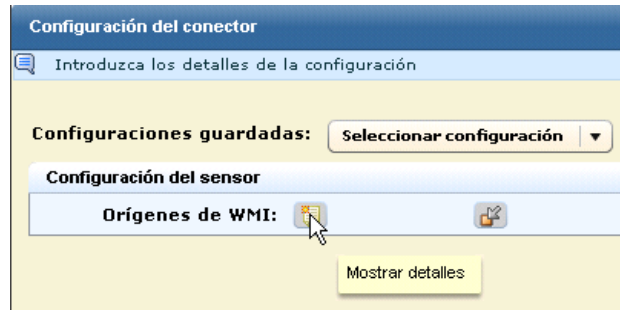 Configuración del conector
Introduzca los detalles de la configuración
Configuraciones guardadas: Seleccionar configuración
Configuración del sensor
Orígenes de WMI:
Mostrar detalles